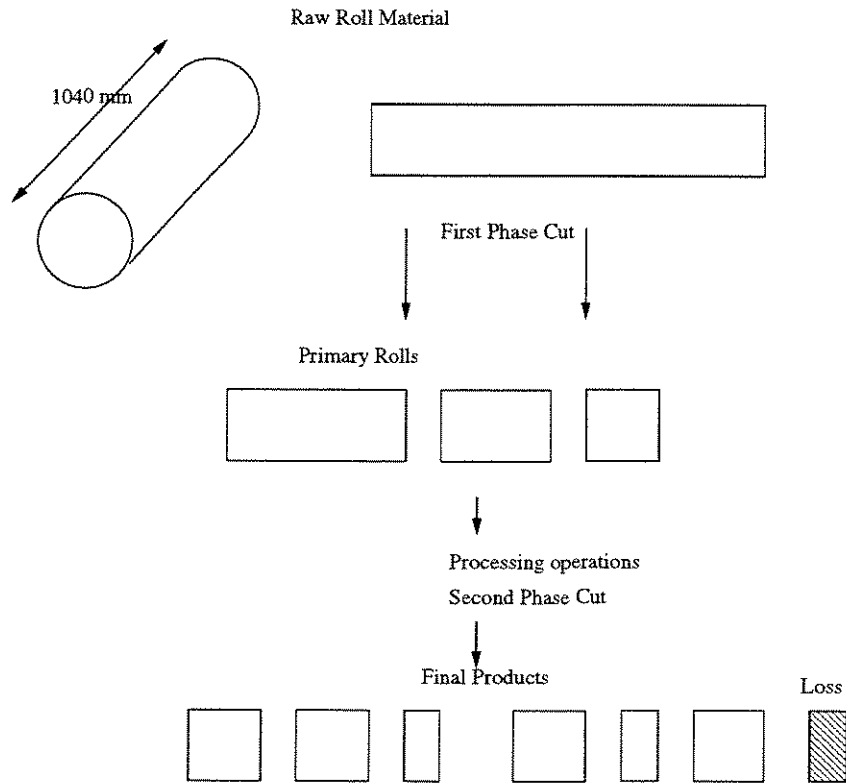 Raw Roll Material
1040 mm
First Phase Cut
Primary Rolls
Processing operations
Second Phase Cut
Final Products
Loss